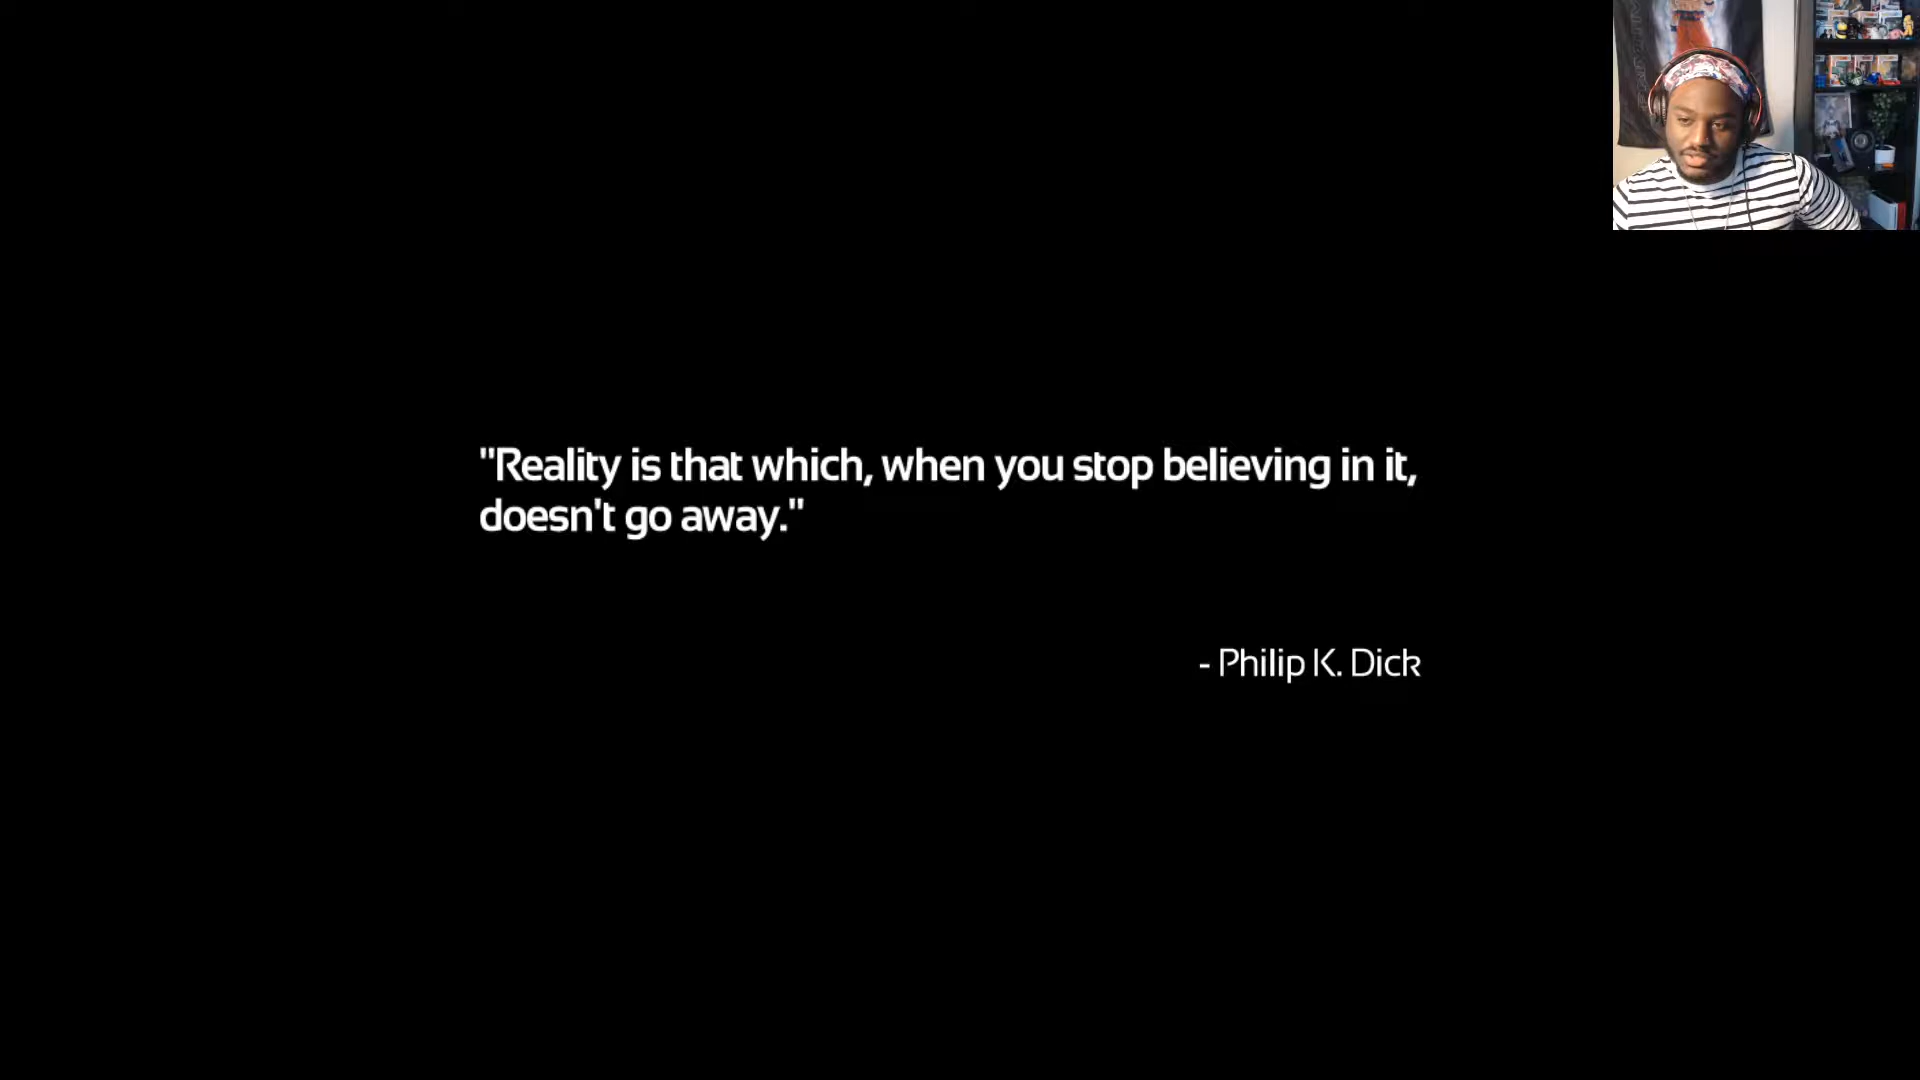 "Reality is that which, when you stop believing in it,
doesn't go away."
- Philip K. Dick